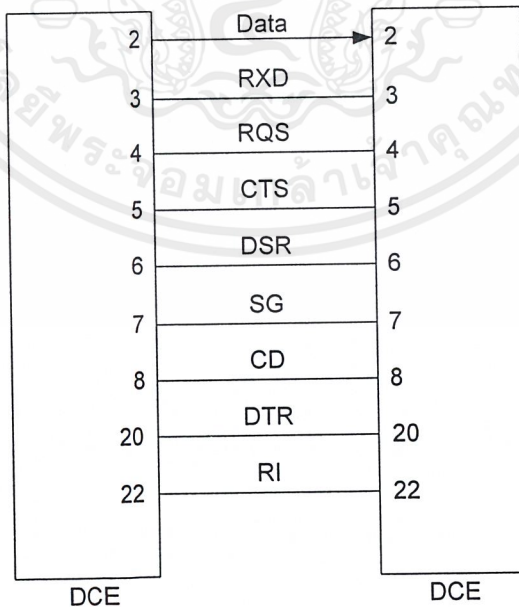 2 Data 2
3 RXD 3
4 RQS 4
5 CTS 5
6 DSR 6
7 SG 7
8 CD 8
20 DTR 20
22 RI 22
DCE DCE